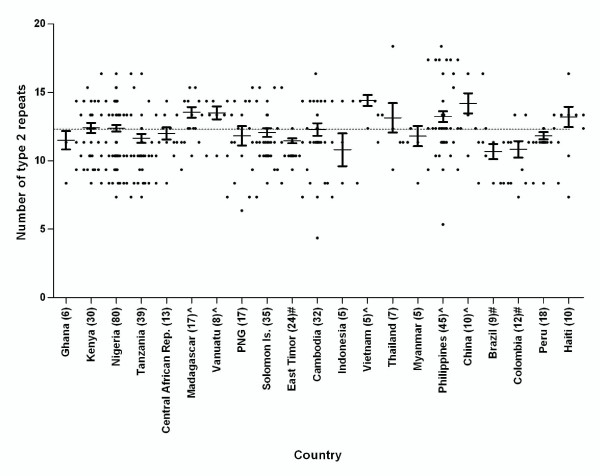 20
15
10
5
0
Number of type 2 repeats
Ghana (6)
Kenya (30)
Nigeria (80)
Tanzania (39)
Central African Rep. (13)
Madagascar (17)^
Vanuatu (8)^
PNG (17)
Solomon Is. (35)
East Timor (24)#
Cambodia (32)
Indonesia (5)
Vietnam (5)^
Thailand (7)
Myanmar (5)
Philippines (45)^
China (10)^
Brazil (9)#
Colombia (12)#
Peru (18)
Haiti (10)
Country